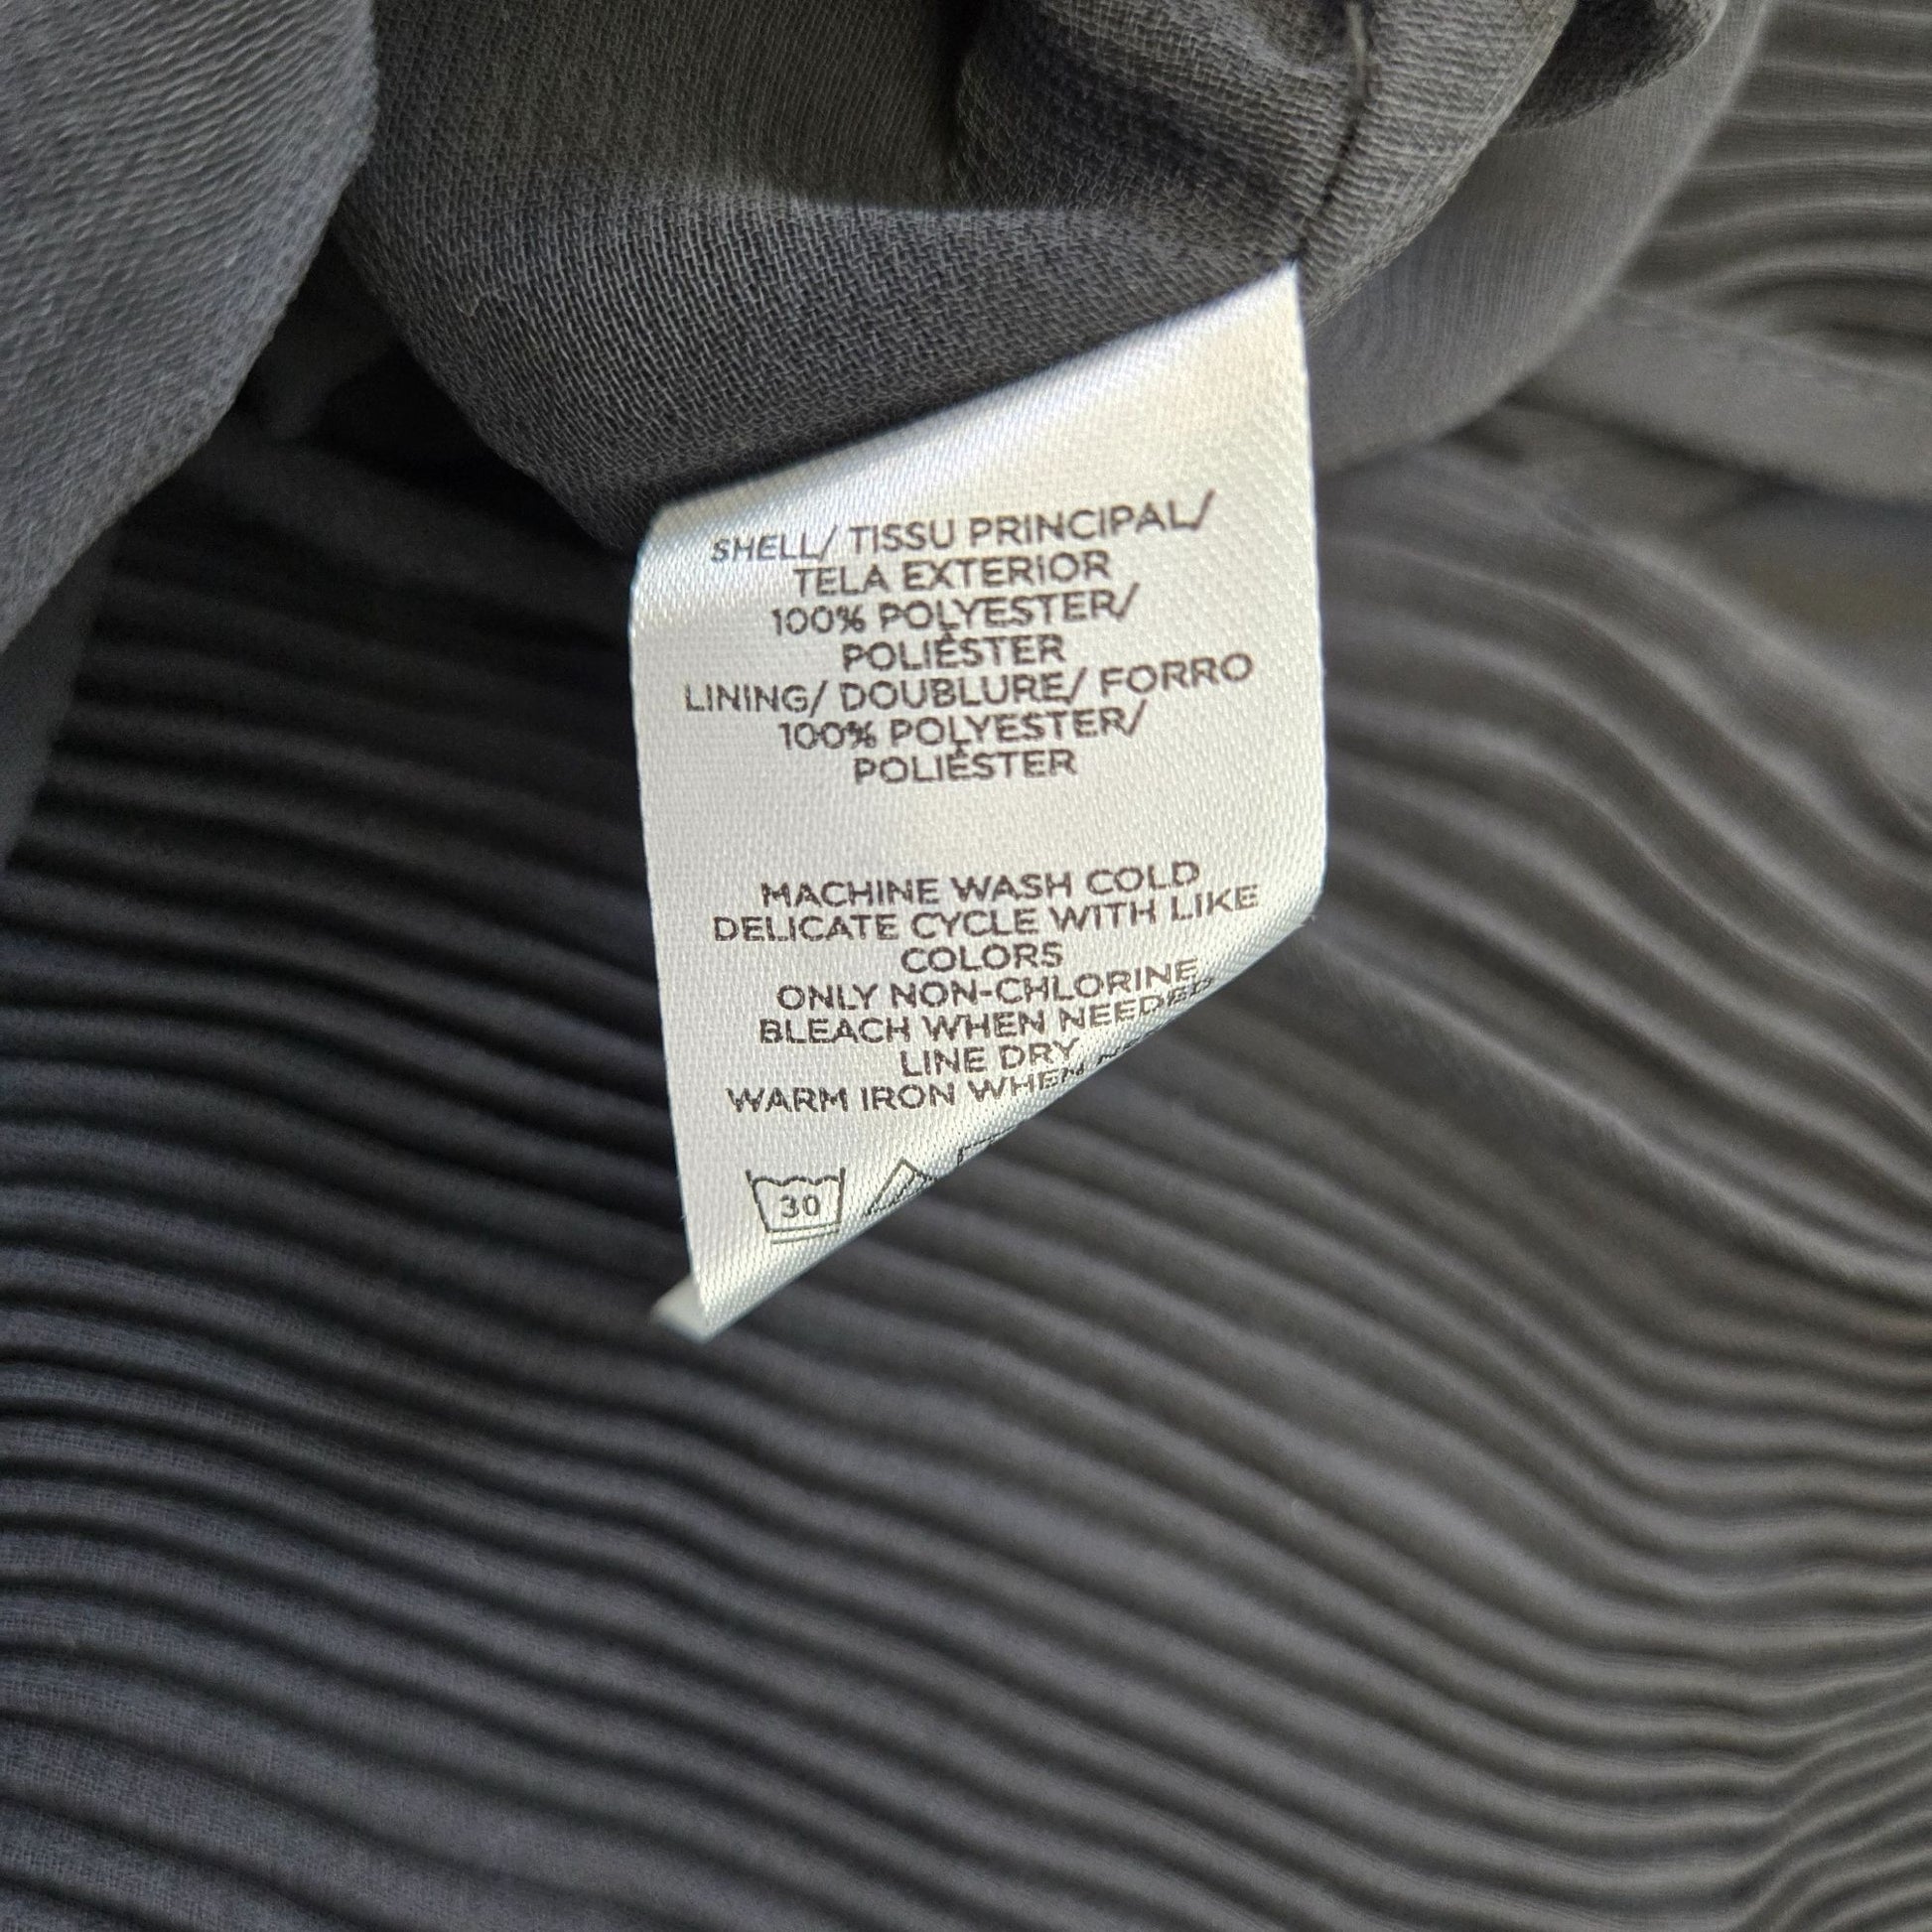 SHELL/ TISSU PRINCIPAL/
TELA EXTERIOR
100% POLYESTER/
POLIÉSTER
LINING/ DOUBLURE/ FORRO
100% POLYESTER/
POLIÉSTER
MACHINE WASH COLD
DELICATE CYCLE WITH LIKE
COLORS
ONLY NON-CHLORINE
BLEACH WHEN NEEDED
LINE DRY
WARM IRON WHEN
30